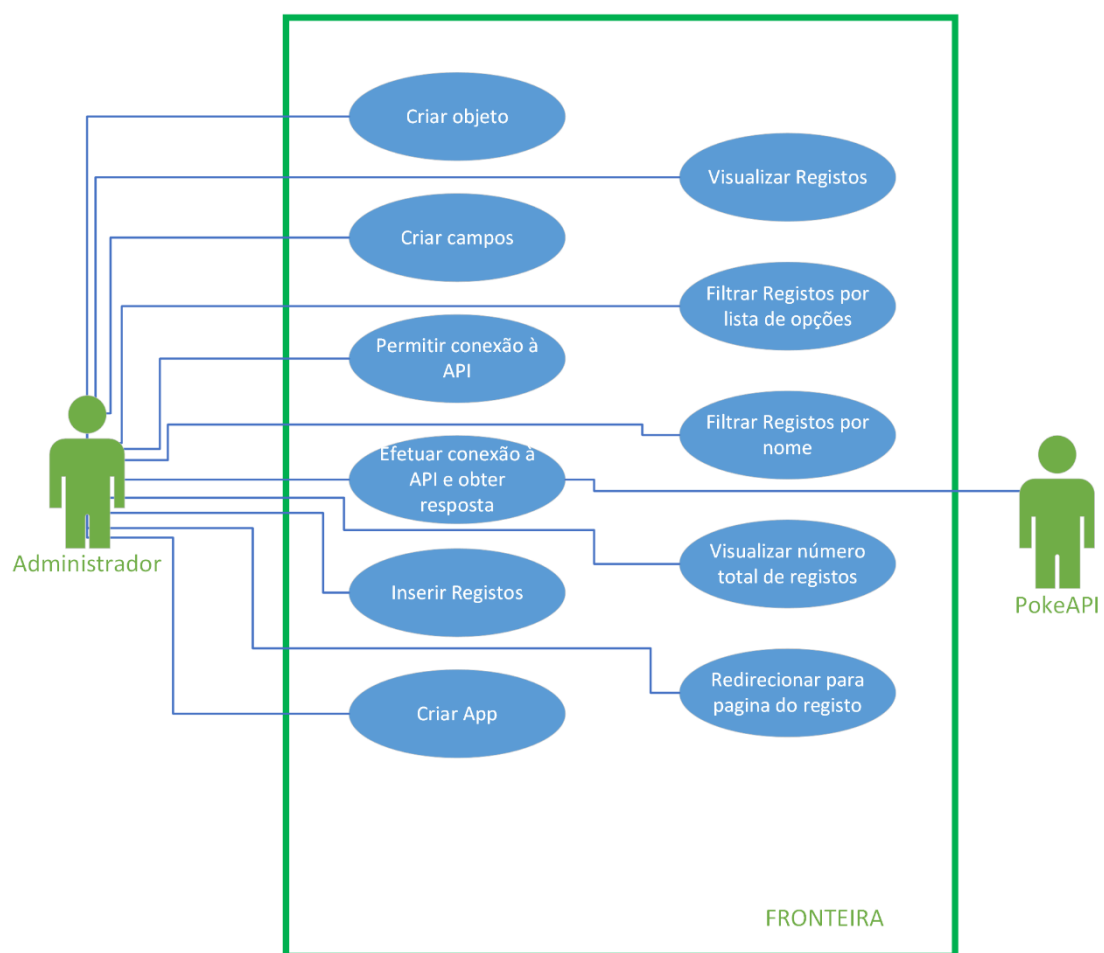 Criar objeto
Visualizar Registos
Criar campos
Filtrar Registos por
lista de opções
Permitir conexão à
API
Filtrar Registos por
nome
Efetuar conexão à
API e obter
resposta
Administrador
Visualizar número
total de registos
Inserir Registos
PokeAPI
Redirecionar para
pagina do registo
Criar App
FRONTEIRA